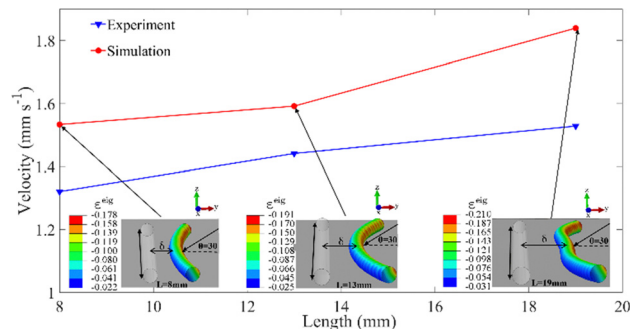 1.8
1.6
1.4
1.2
1
Velocity (mm s⁻¹)
Experiment
Simulation
ε^eig
-0.178
-0.158
-0.139
-0.119
-0.100
-0.080
-0.061
-0.041
-0.022
z
y
x
δ
θ=30
L=8mm
ε^eig
-0.191
-0.170
-0.150
-0.129
-0.108
-0.087
-0.066
-0.045
-0.025
z
y
x
δ
θ=30
L=13mm
ε^eig
-0.210
-0.187
-0.165
-0.143
-0.121
-0.098
-0.076
-0.054
-0.031
z
y
x
δ
θ=30
L=19mm
8 10 12 14 16 18 20
Length (mm)